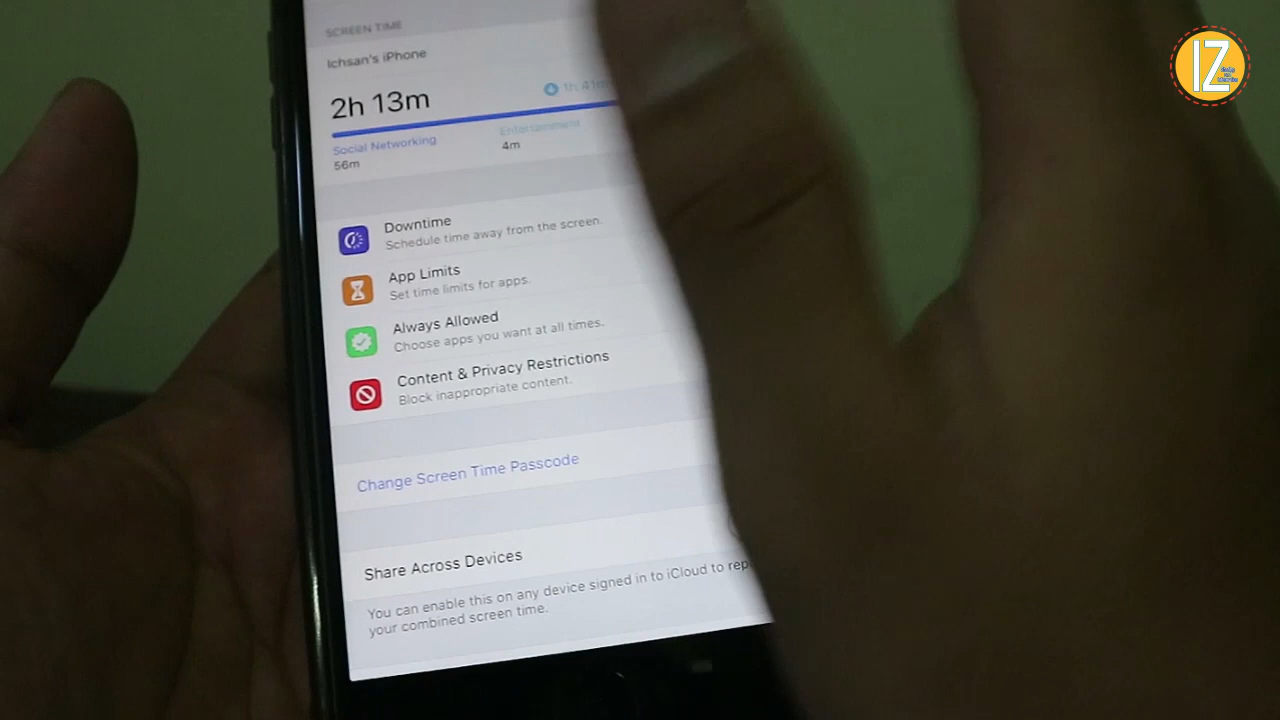 SCREEN TIME
Ichsan's iPhone
2h 13m
1h 41m
Social Networking
Entertainment
56m
4m
Downtime
Schedule time away from the screen.
App Limits
Set time limits for apps.
Always Allowed
Choose apps you want at all times.
Content & Privacy Restrictions
Block inappropriate content.
Change Screen Time Passcode
Share Across Devices
You can enable this on any device signed in to iCloud to
your combined screen time.
IZ